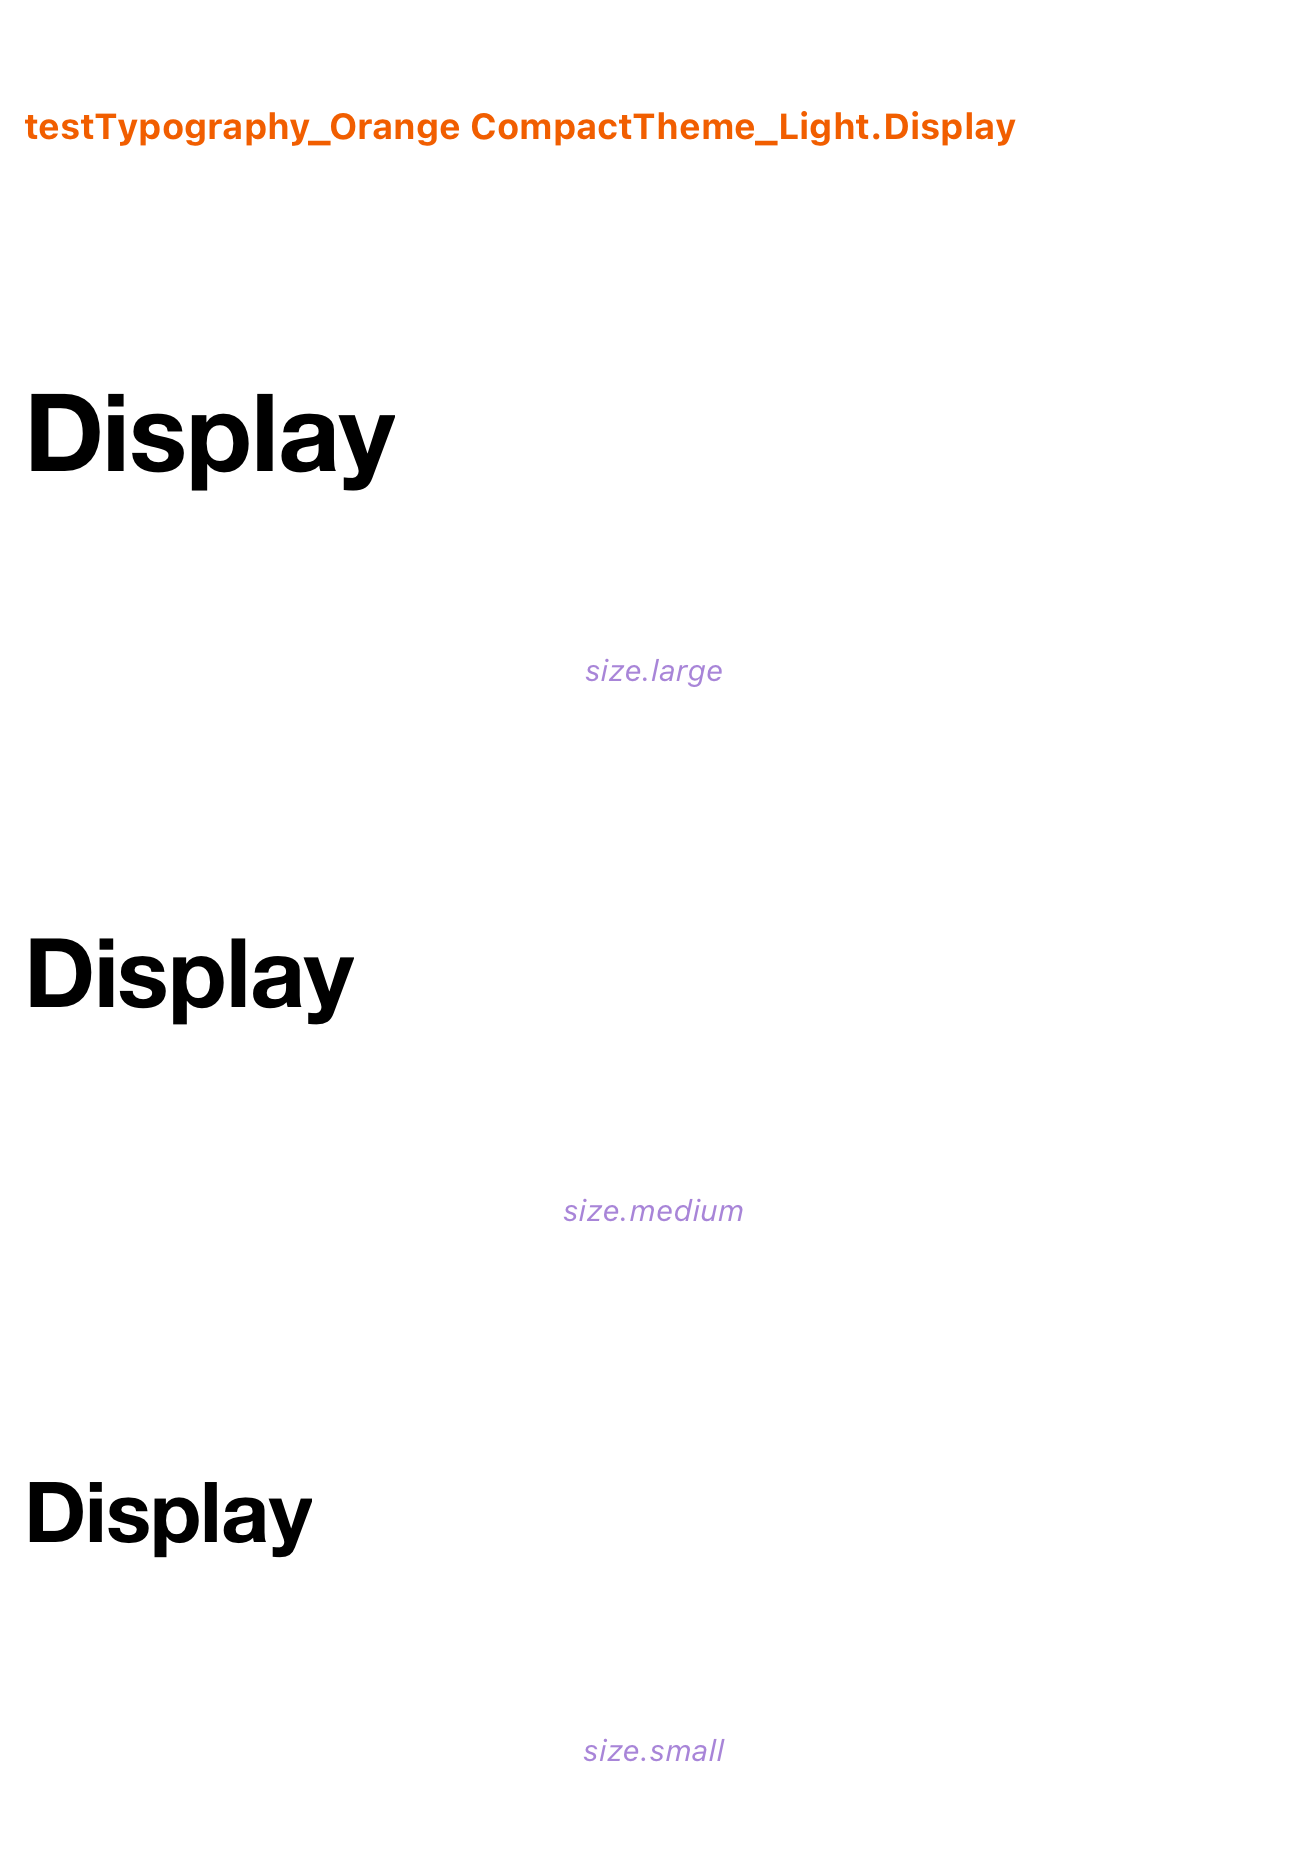 testTypography_Orange CompactTheme_Light.Display
Display
size.large
Display
size.medium
Display
size.small